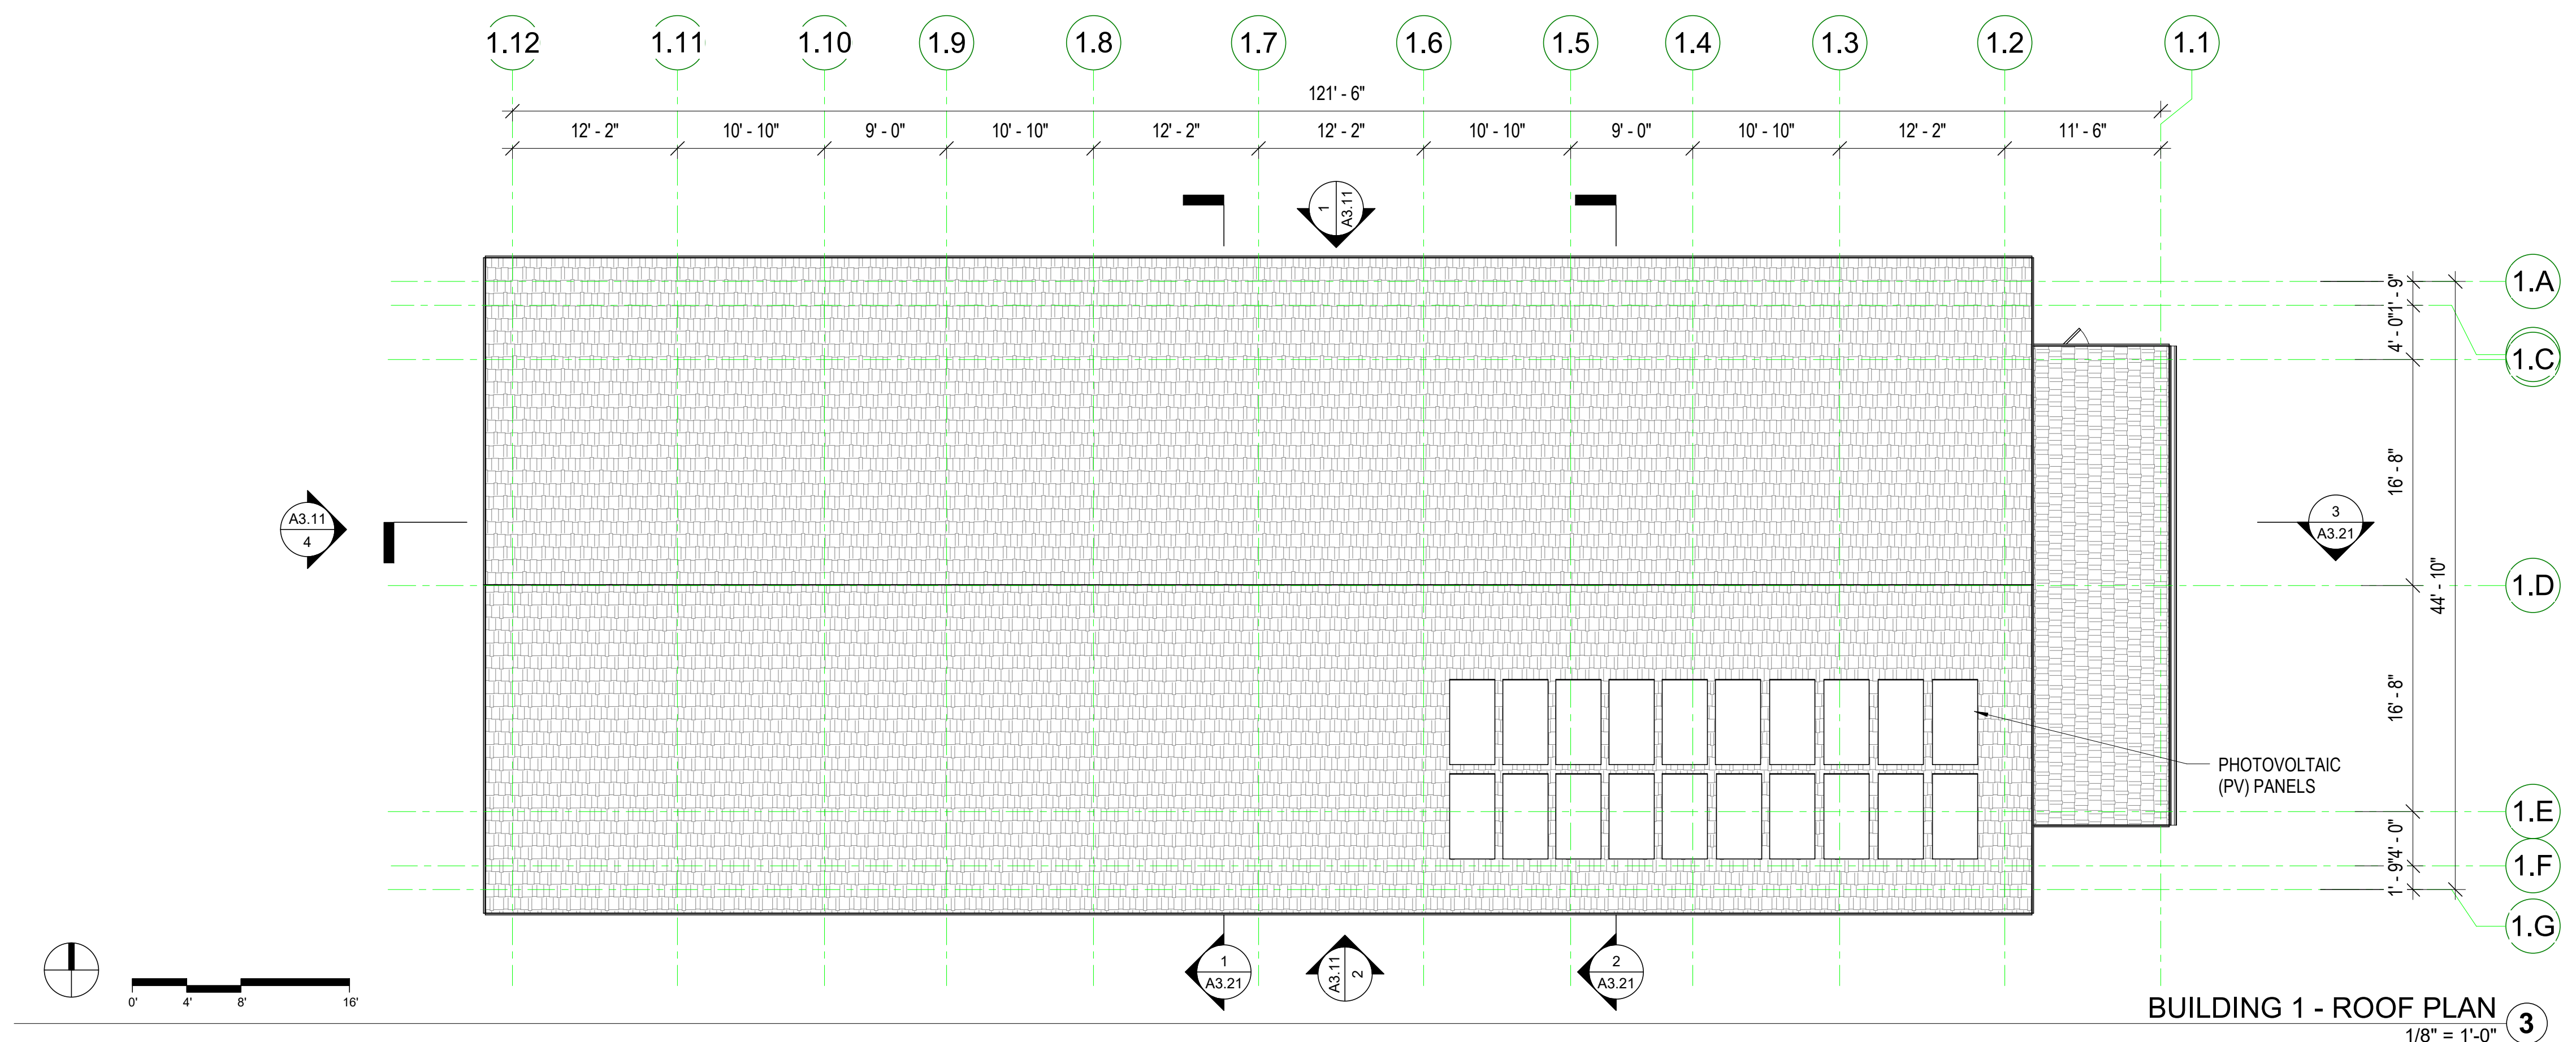 1.12 1.11 1.10 1.9 1.8 1.7 1.6 1.5 1.4 1.3 1.2 1.1
121' - 6"
12' - 2" 10' - 10" 9' - 0" 10' - 10" 12' - 2" 12' - 2" 10' - 10" 9' - 0" 10' - 10" 12' - 2" 11' - 6"
1
A3.11
1.A
1' - 9"
4' - 0"
1.C
16' - 8"
A3.11
4
3
A3.21
1.D
44' - 10"
16' - 8"
PHOTOVOLTAIC
(PV) PANELS
1.E
4' - 0"
1.F
1' - 9"
1.G
1
A3.21
A3.11
2
2
A3.21
0' 4' 8' 16'
BUILDING 1 - ROOF PLAN
3
1/8" = 1'-0"